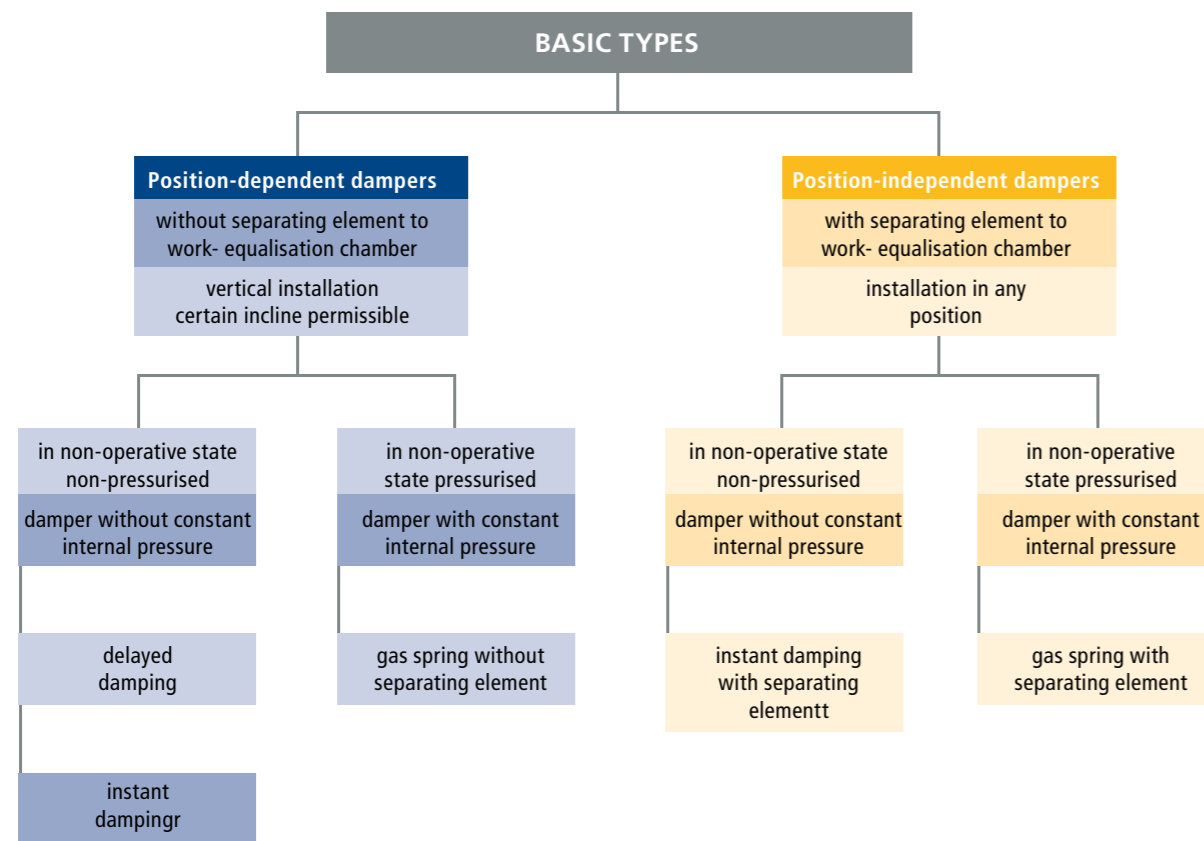 BASIC TYPES
Position-dependent dampers
without separating element to
work- equalisation chamber
vertical installation
certain incline permissible
Position-independent dampers
with separating element to
work- equalisation chamber
installation in any
position
in non-operative state
non-pressurised
damper without constant
internal pressure
delayed
damping
instant
dampingr
in non-operative
state pressurised
damper with constant
internal pressure
gas spring without
separating element
in non-operative state
non-pressurised
damper without constant
internal pressure
instant damping
with separating
elementt
in non-operative
state pressurised
damper with constant
internal pressure
gas spring with
separating element